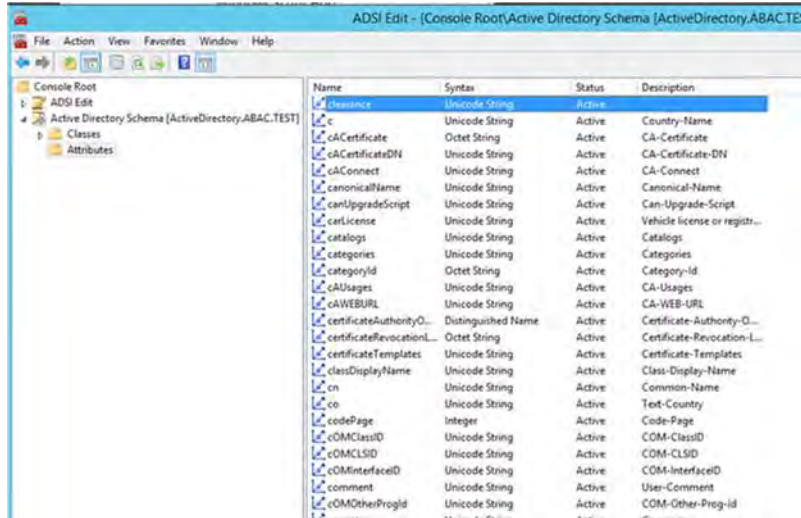 ADSI Edit - [Console Root\Active Directory Schema [ActiveDirectory.ABAC.TES
File Action View Favorites Window Help
Console Root
ADSI Edit
Active Directory Schema [ActiveDirectory.ABAC.TEST]
Classes
Attributes
Name Syntax Status Description
clearance Unicode String Active
c Unicode String Active Country-Name
cACertificate Octet String Active CA-Certificate
cACertificateDN Unicode String Active CA-Certificate-DN
cAConnect Unicode String Active CA-Connect
canonicalName Unicode String Active Canonical-Name
canUpgradeScript Unicode String Active Can-Upgrade-Script
carLicense Unicode String Active Vehicle license or registr...
catalogs Unicode String Active Catalogs
categories Unicode String Active Categories
categoryId Octet String Active Category-Id
cAUsages Unicode String Active CA-Usages
cAWEBURL Unicode String Active CA-WEB-URL
certificateAuthorityO... Distinguished Name Active Certificate-Authority-O...
certificateRevocationL... Octet String Active Certificate-Revocation-L...
certificateTemplates Unicode String Active Certificate-Templates
classDisplayName Unicode String Active Class-Display-Name
cn Unicode String Active Common-Name
co Unicode String Active Text-Country
codePage Integer Active Code-Page
cOMClassID Unicode String Active COM-ClassID
cOMCLSID Unicode String Active COM-CLSID
cOMInterfaceID Unicode String Active COM-InterfaceID
comment Unicode String Active User-Comment
cOMOtherProgId Unicode String Active COM-Other-Prog-Id